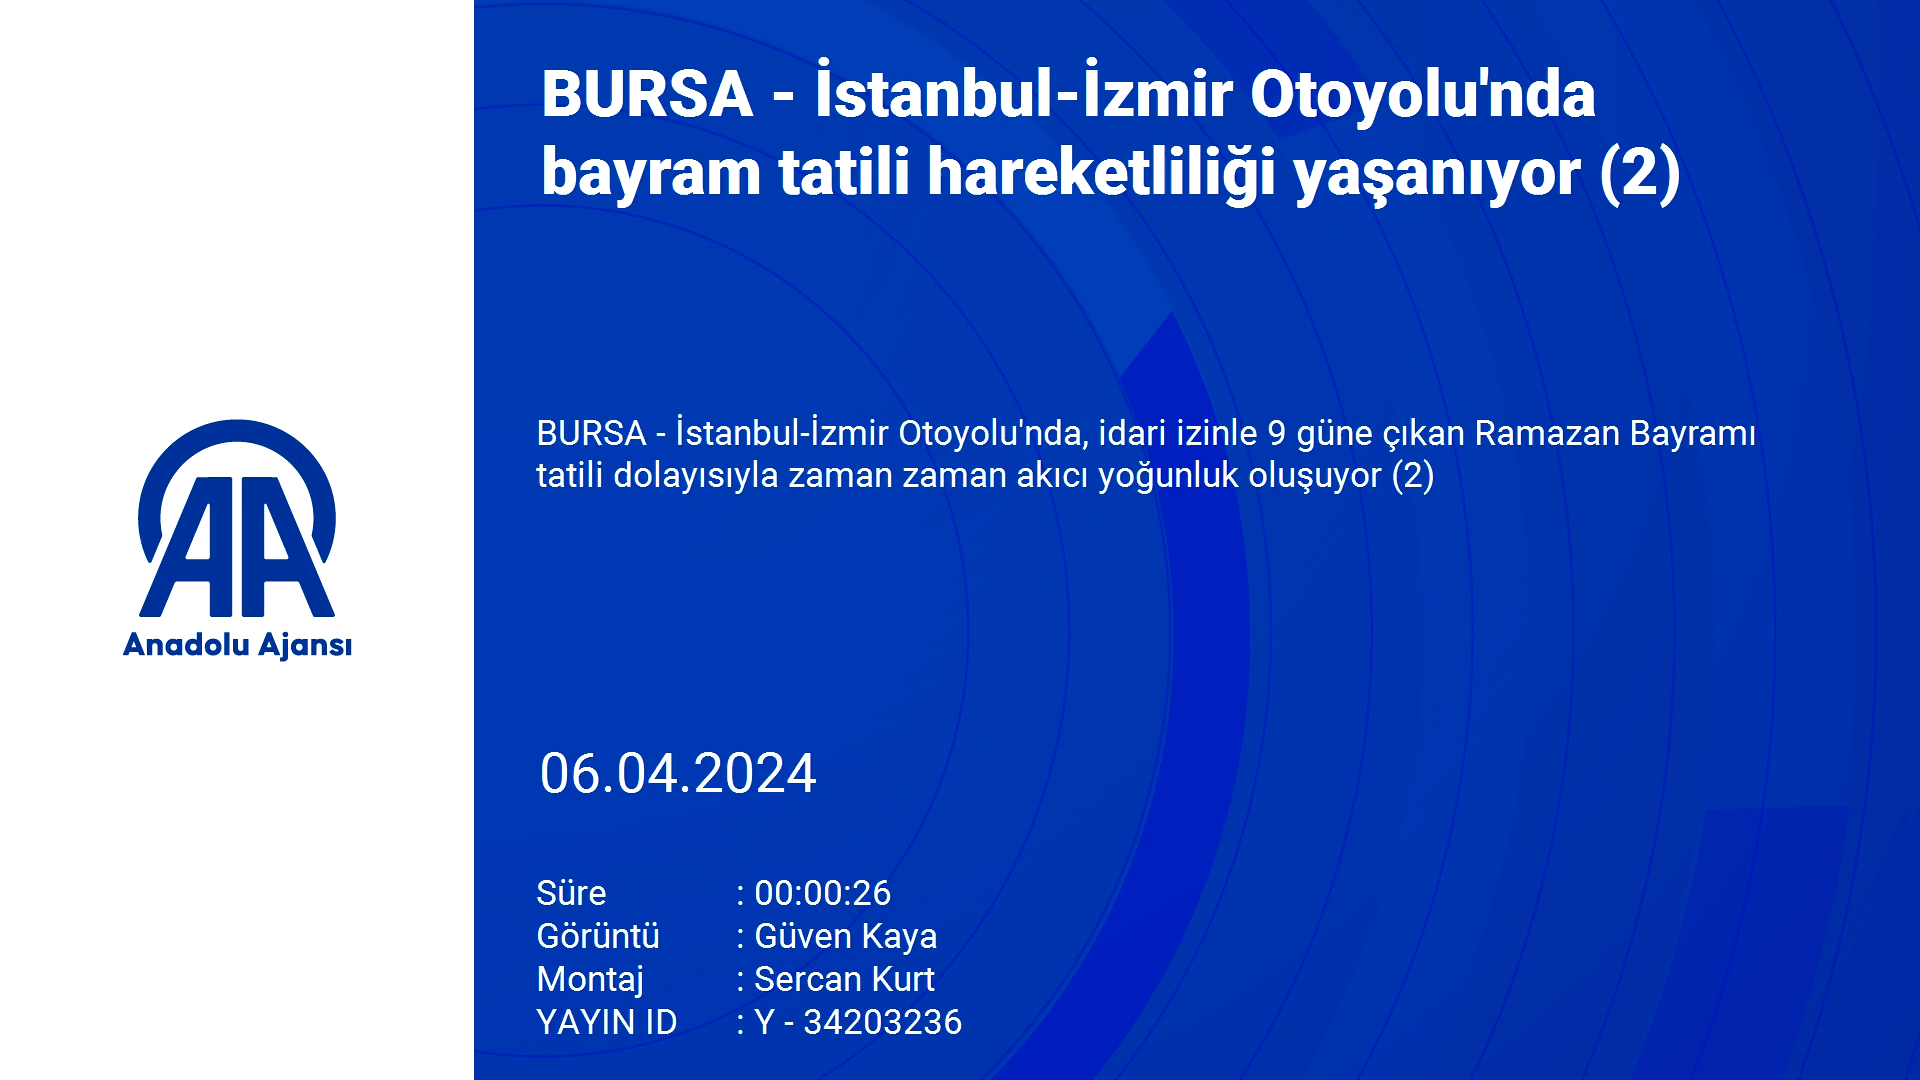 BURSA - İstanbul-İzmir Otoyolu'nda
bayram tatili hareketliliği yaşanıyor (2)
BURSA - İstanbul-İzmir Otoyolu'nda, idari izinle 9 güne çıkan Ramazan Bayramı
tatili dolayısıyla zaman zaman akıcı yoğunluk oluşuyor (2)
AA
Anadolu Ajansı
06.04.2024
Süre : 00:00:26
Görüntü : Güven Kaya
Montaj : Sercan Kurt
YAYIN ID : Y - 34203236